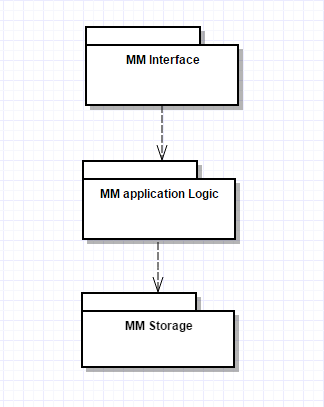 MM Interface
MM application Logic
MM Storage